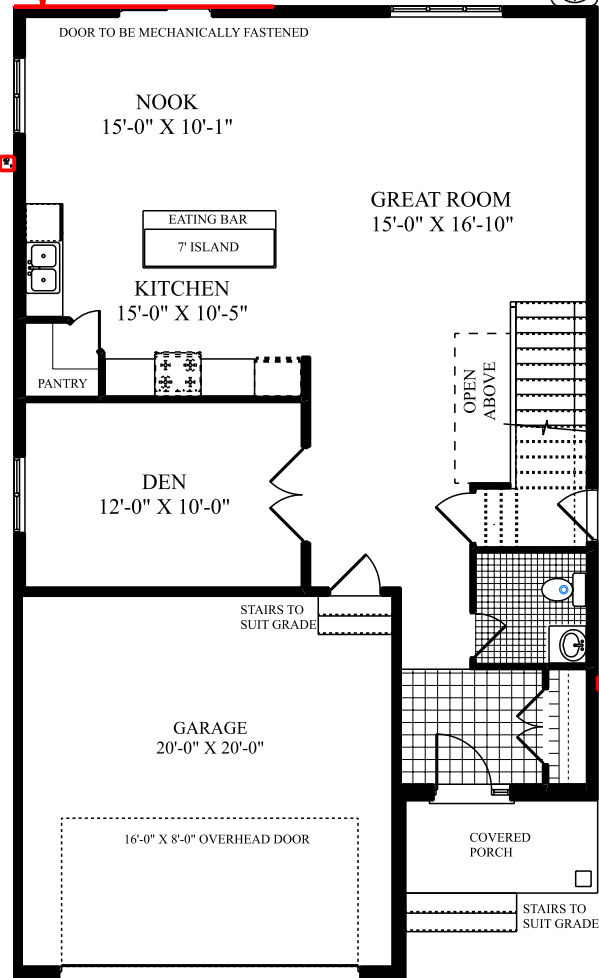 DOOR TO BE MECHANICALLY FASTENED
NOOK
15'-0" X 10'-1"
GREAT ROOM
15'-0" X 16'-10"
EATING BAR
7' ISLAND
KITCHEN
15'-0" X 10'-5"
PANTRY
OPEN
ABOVE
DEN
12'-0" X 10'-0"
STAIRS TO
SUIT GRADE
GARAGE
20'-0" X 20'-0"
16'-0" X 8'-0" OVERHEAD DOOR
COVERED
PORCH
STAIRS TO
SUIT GRADE